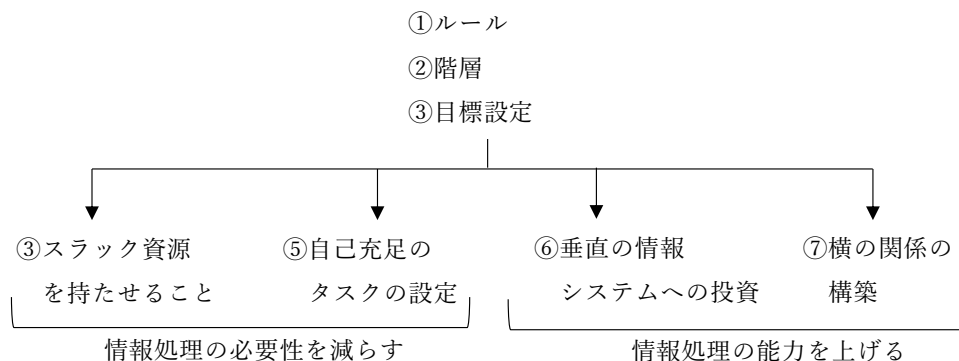 ①ルール
②階層
③目標設定
③スラック資源
を持たせること
⑤自己充足の
タスクの設定
⑥垂直の情報
システムへの投資
⑦横の関係の
構築
情報処理の必要性を減らす
情報処理の能力を上げる